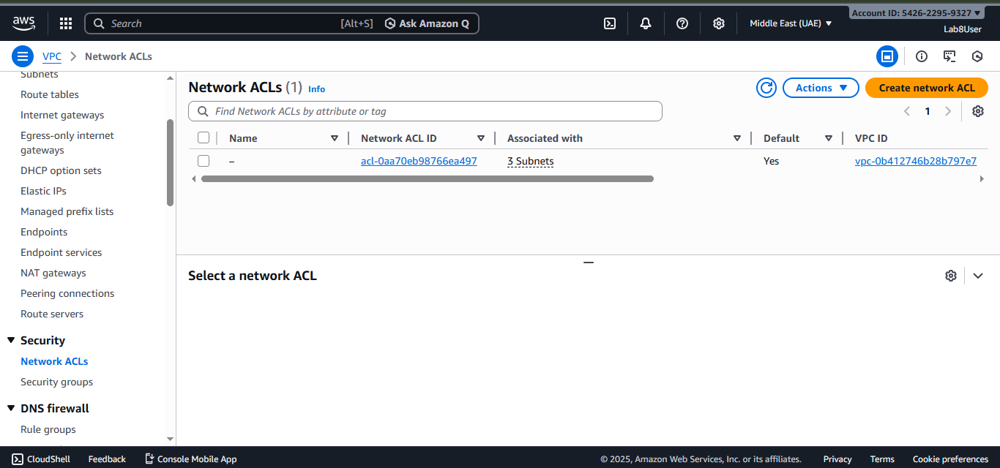 aws
Search [Alt+S] Ask Amazon Q
Account ID: 5426-2295-9327
Middle East (UAE)
Lab8User
VPC > Network ACLs
Subnets
Route tables
Internet gateways
Egress-only internet
gateways
DHCP option sets
Elastic IPs
Managed prefix lists
Endpoints
Endpoint services
NAT gateways
Peering connections
Route servers
Security
Network ACLs
Security groups
DNS firewall
Rule groups
Network ACLs (1) Info
Actions
Create network ACL
Find Network ACLs by attribute or tag
1
Name Network ACL ID Associated with Default VPC ID
– acl-0aa70eb98766ea497 3 Subnets Yes vpc-0b412746b28b797e7
Select a network ACL
CloudShell Feedback Console Mobile App © 2025, Amazon Web Services, Inc. or its affiliates. Privacy Terms Cookie preferences